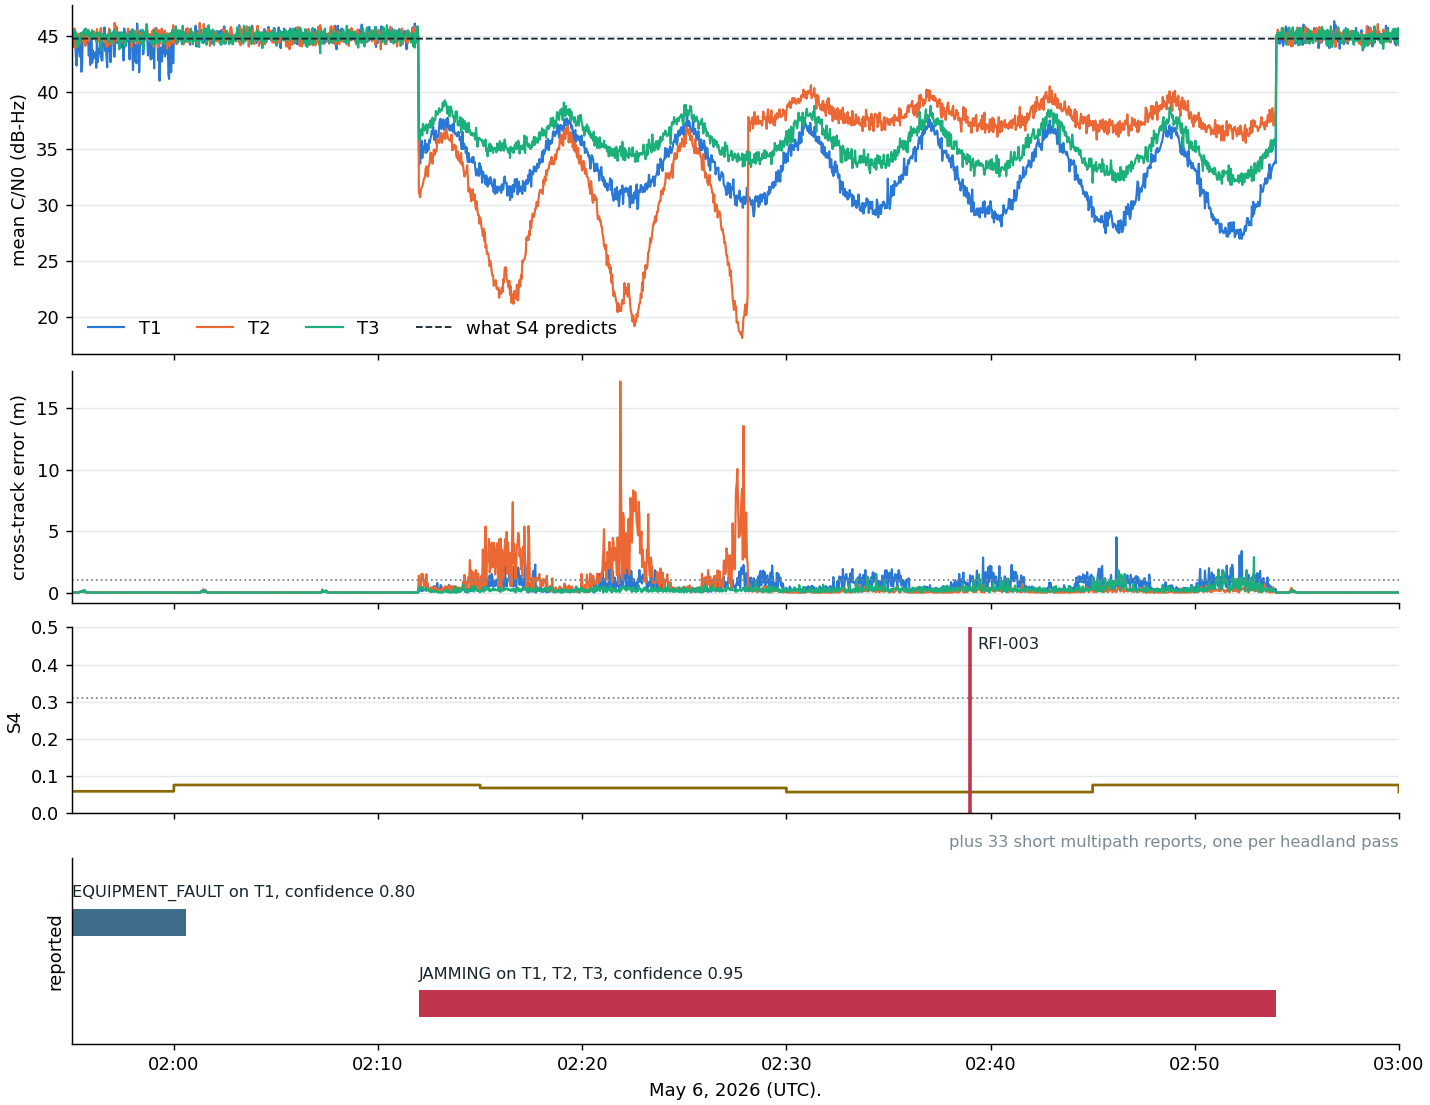 mean C/N0 (dB-Hz)
45
40
35
30
25
20
T1
T2
T3
what S4 predicts
cross-track error (m)
15
10
5
0
S4
0.5
0.4
0.3
0.2
0.1
0.0
RFI-003
plus 33 short multipath reports, one per headland pass
reported
EQUIPMENT_FAULT on T1, confidence 0.80
JAMMING on T1, T2, T3, confidence 0.95
02:00 02:10 02:20 02:30 02:40 02:50 03:00
May 6, 2026 (UTC).